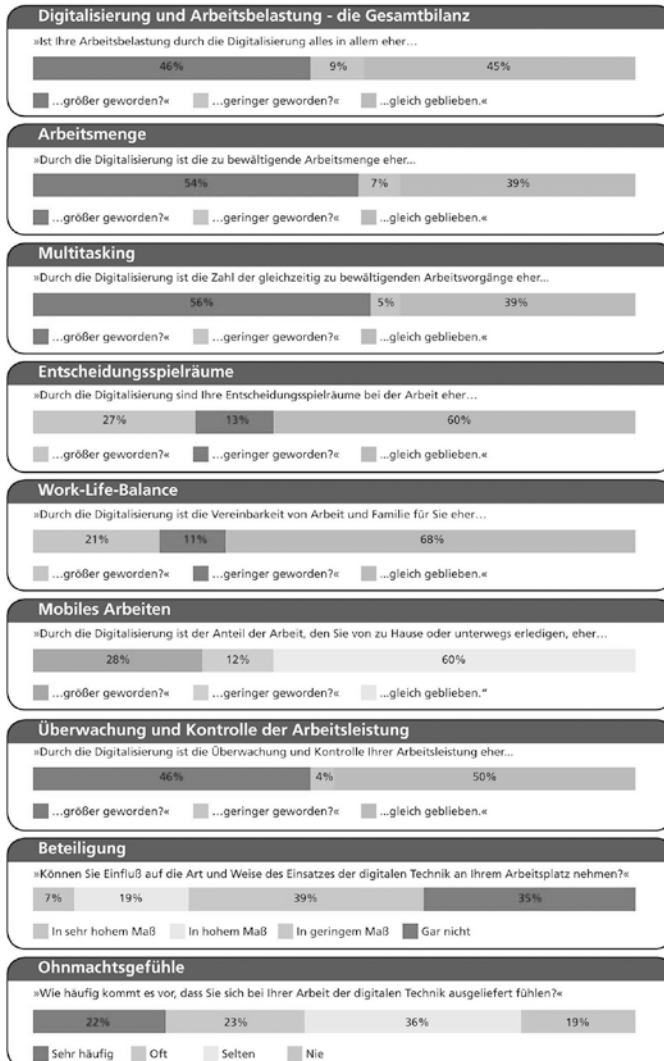 Digitalisierung und Arbeitsbelastung - die Gesamtbilanz
»Ist Ihre Arbeitsbelastung durch die Digitalisierung alles in allem eher…
46% 9% 45%
…größer geworden?« …geringer geworden?« ...gleich geblieben.«
Arbeitsmenge
»Durch die Digitalisierung ist die zu bewältigende Arbeitsmenge eher...
54% 7% 39%
…größer geworden?« …geringer geworden?« ...gleich geblieben.«
Multitasking
»Durch die Digitalisierung ist die Zahl der gleichzeitig zu bewältigenden Arbeitsvorgänge eher...
56% 5% 39%
…größer geworden?« …geringer geworden?« ...gleich geblieben.«
Entscheidungsspielräume
»Durch die Digitalisierung sind Ihre Entscheidungsspielräume bei der Arbeit eher…
27% 13% 60%
…größer geworden?« …geringer geworden?« ...gleich geblieben.«
Work-Life-Balance
»Durch die Digitalisierung ist die Vereinbarkeit von Arbeit und Familie für Sie eher…
21% 11% 68%
…größer geworden?« …geringer geworden?« ...gleich geblieben.«
Mobiles Arbeiten
»Durch die Digitalisierung ist der Anteil der Arbeit, den Sie von zu Hause oder unterwegs erledigen, eher…
28% 12% 60%
…größer geworden?« …geringer geworden?« …gleich geblieben.“
Überwachung und Kontrolle der Arbeitsleistung
»Durch die Digitalisierung ist die Überwachung und Kontrolle Ihrer Arbeitsleistung eher...
46% 4% 50%
…größer geworden?« …geringer geworden?« ...gleich geblieben.«
Beteiligung
»Können Sie Einfluß auf die Art und Weise des Einsatzes der digitalen Technik an Ihrem Arbeitsplatz nehmen?«
7% 19% 39% 35%
In sehr hohem Maß In hohem Maß In geringem Maß Gar nicht
Ohnmachtsgefühle
»Wie häufig kommt es vor, dass Sie sich bei Ihrer Arbeit der digitalen Technik ausgeliefert fühlen?«
22% 23% 36% 19%
Sehr häufig Oft Selten Nie